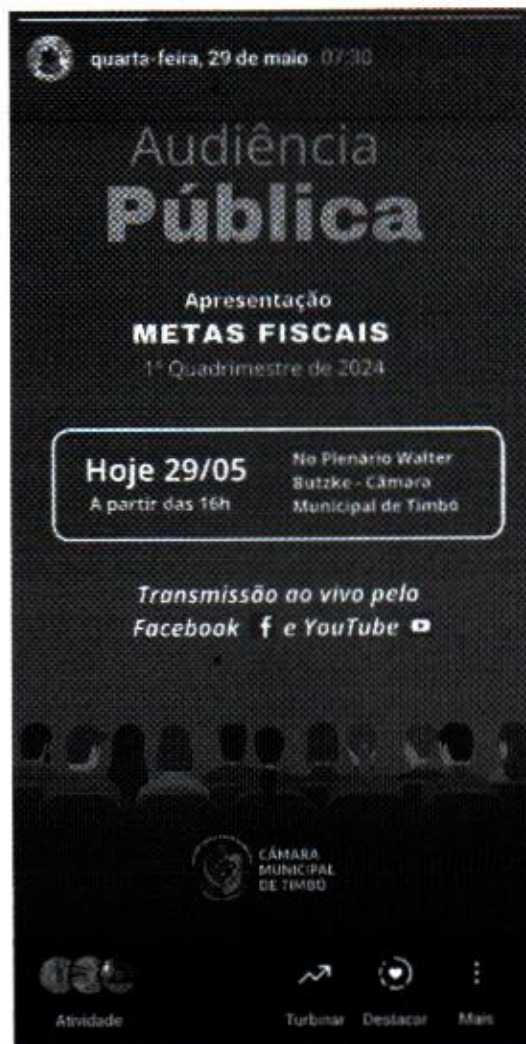 quarta-feira, 29 de maio 07:30
Audiência
Pública
Apresentação
METAS FISCAIS
1º Quadrimestre de 2024
Hoje 29/05
A partir das 16h
No Plenário Walter
Butzke - Câmara
Municipal de Timbó
Transmissão ao vivo pelo
Facebook f e YouTube
CÂMARA
MUNICIPAL
DE TIMBÓ
Atividade
Turbinar
Destacar
Mais